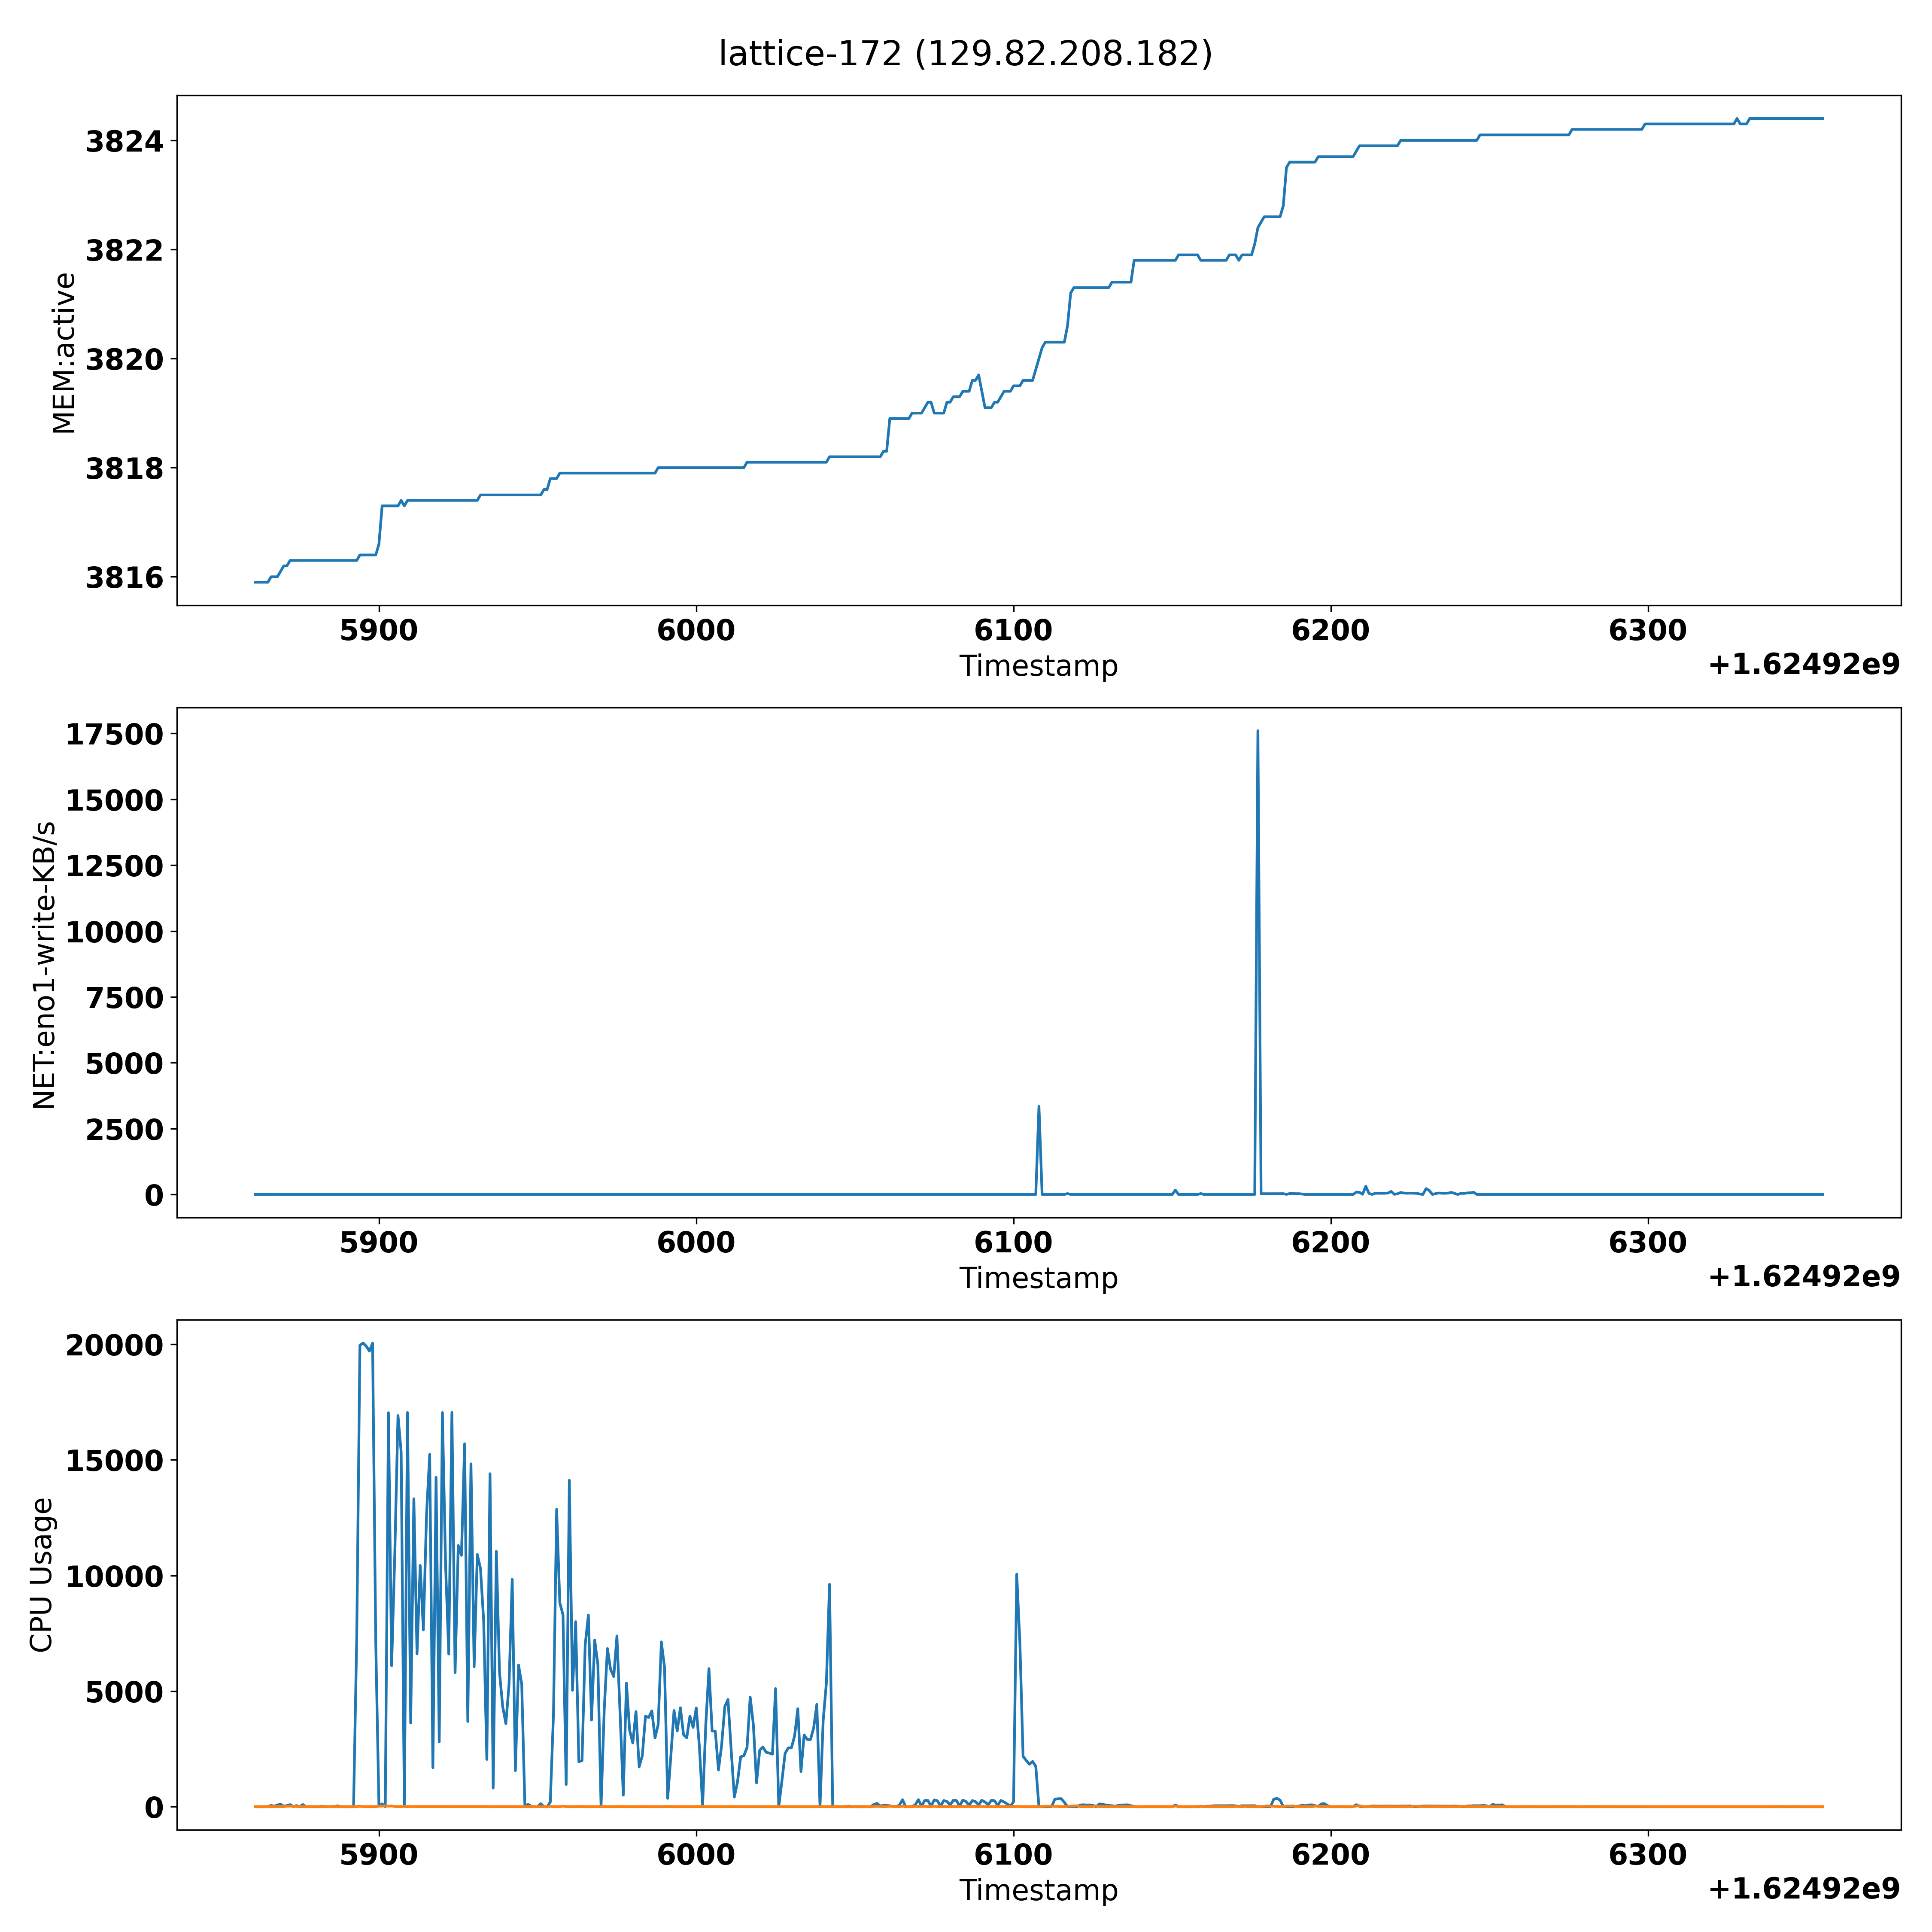 lattice-172 (129.82.208.182)
MEM:active
3824
3822
3820
3818
3816
5900 6000 6100 6200 6300
Timestamp
+1.62492e9
NET:eno1-write-KB/s
17500
15000
12500
10000
7500
5000
2500
0
5900 6000 6100 6200 6300
Timestamp
+1.62492e9
CPU Usage
20000
15000
10000
5000
0
5900 6000 6100 6200 6300
Timestamp
+1.62492e9